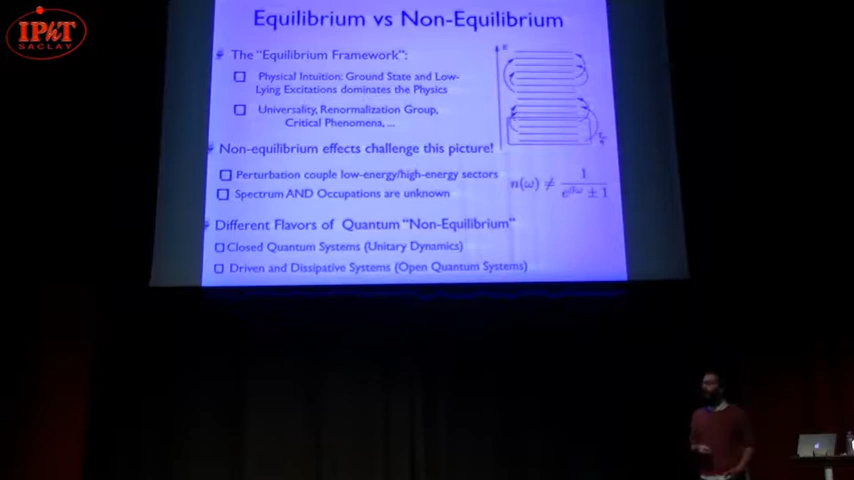 IPhT
SACLAY
Equilibrium vs Non-Equilibrium
The "Equilibrium Framework":
Physical Intuition: Ground State and Low-
Lying Excitations dominates the Physics
Universality, Renormalization Group,
Critical Phenomena, ...
Non-equilibrium effects challenge this picture!
Perturbation couple low-energy/high-energy sectors
n(ω) ≠ 1 / e^{βω} ± 1
Spectrum AND Occupations are unknown
Different Flavors of Quantum "Non-Equilibrium"
Closed Quantum Systems (Unitary Dynamics)
Driven and Dissipative Systems (Open Quantum Systems)